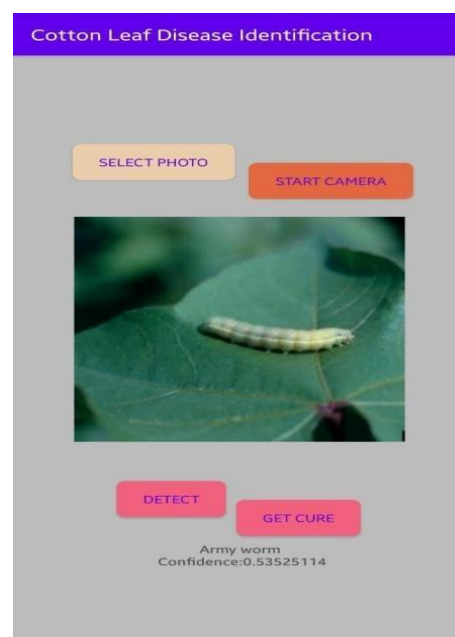 Cotton Leaf Disease Identification
SELECT PHOTO
START CAMERA
DETECT
GET CURE
Army worm
Confidence:0.53525114